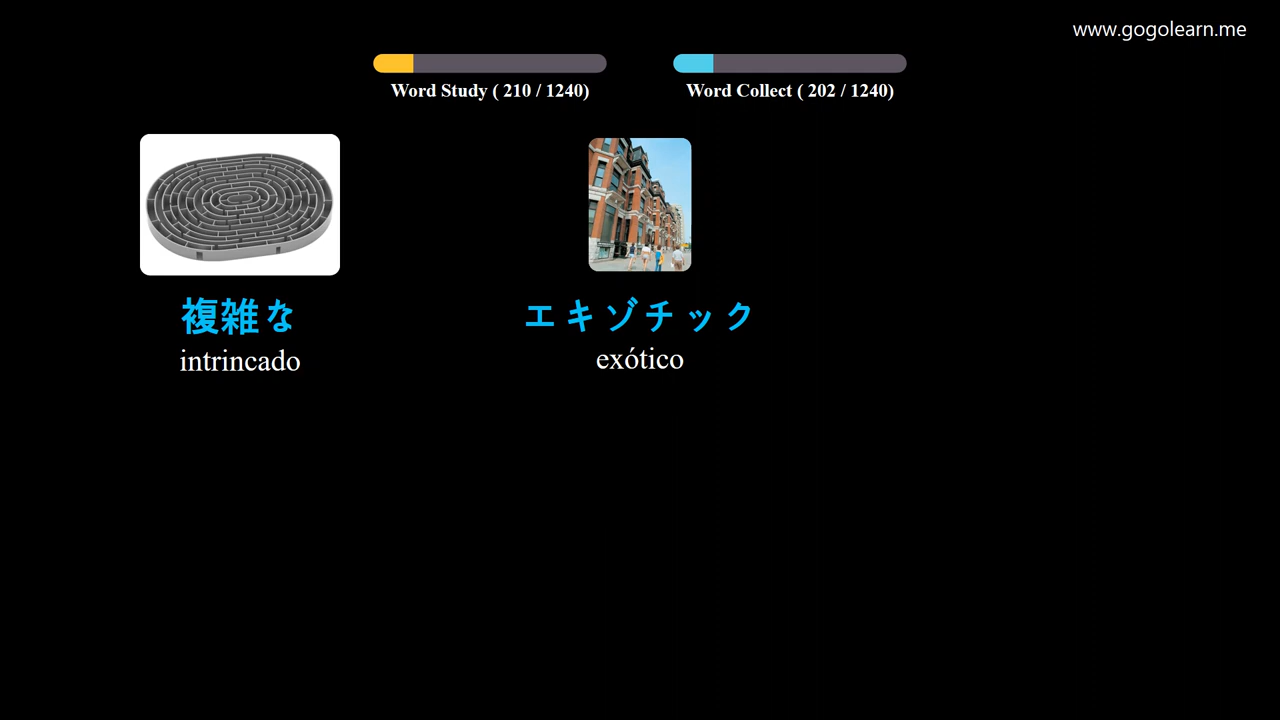 www.gogolearn.me
Word Study ( 210 / 1240)
Word Collect ( 202 / 1240)
複雑な
intrincado
エキゾチック
exótico